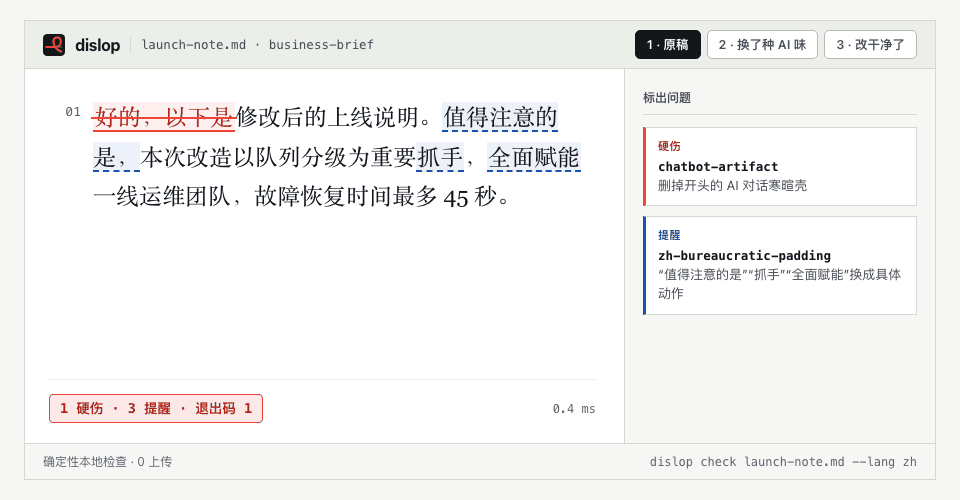 dislop
launch-note.md · business-brief
1 · 原稿
2 · 换了种 AI 味
3 · 改干净了
01
好的，以下是修改后的上线说明。值得注意的
是，本次改造以队列分级为重要抓手，全面赋能
一线运维团队，故障恢复时间最多 45 秒。
1 硬伤 · 3 提醒 · 退出码 1
0.4 ms
标出问题
硬伤
chatbot-artifact
删掉开头的 AI 对话寒暄壳
提醒
zh-bureaucratic-padding
“值得注意的是”“抓手”“全面赋能”换成具体
动作
确定性本地检查 · 0 上传
dislop check launch-note.md --lang zh